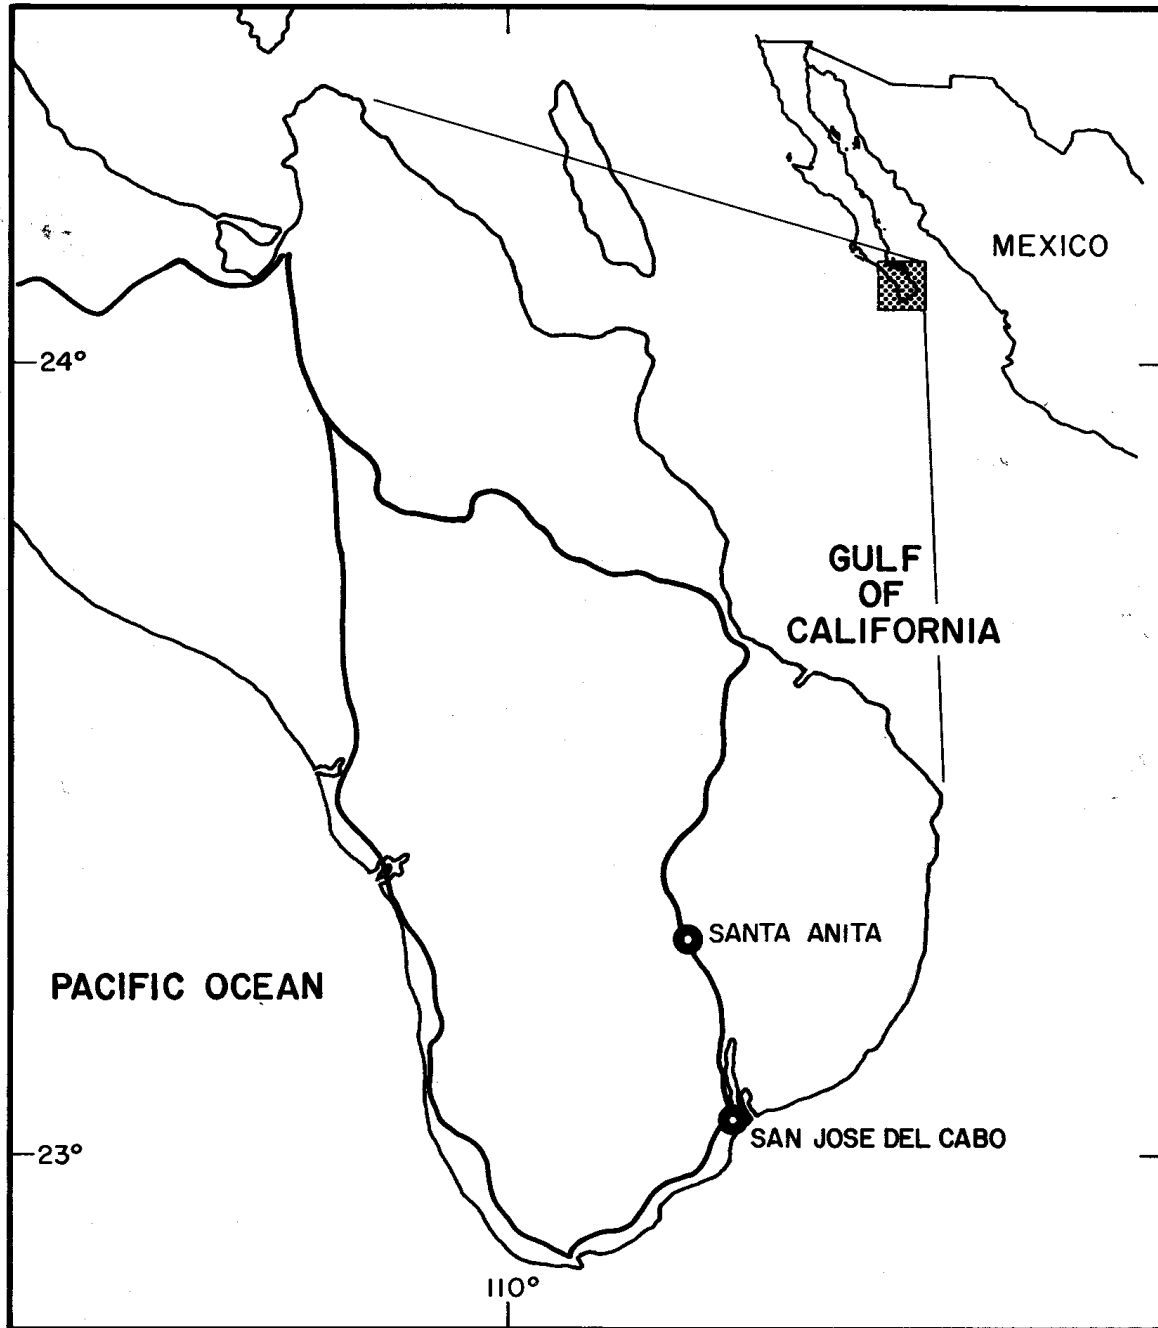 MEXICO
24°
GULF
OF
CALIFORNIA
SANTA ANITA
PACIFIC OCEAN
SAN JOSE DEL CABO
23°
110°